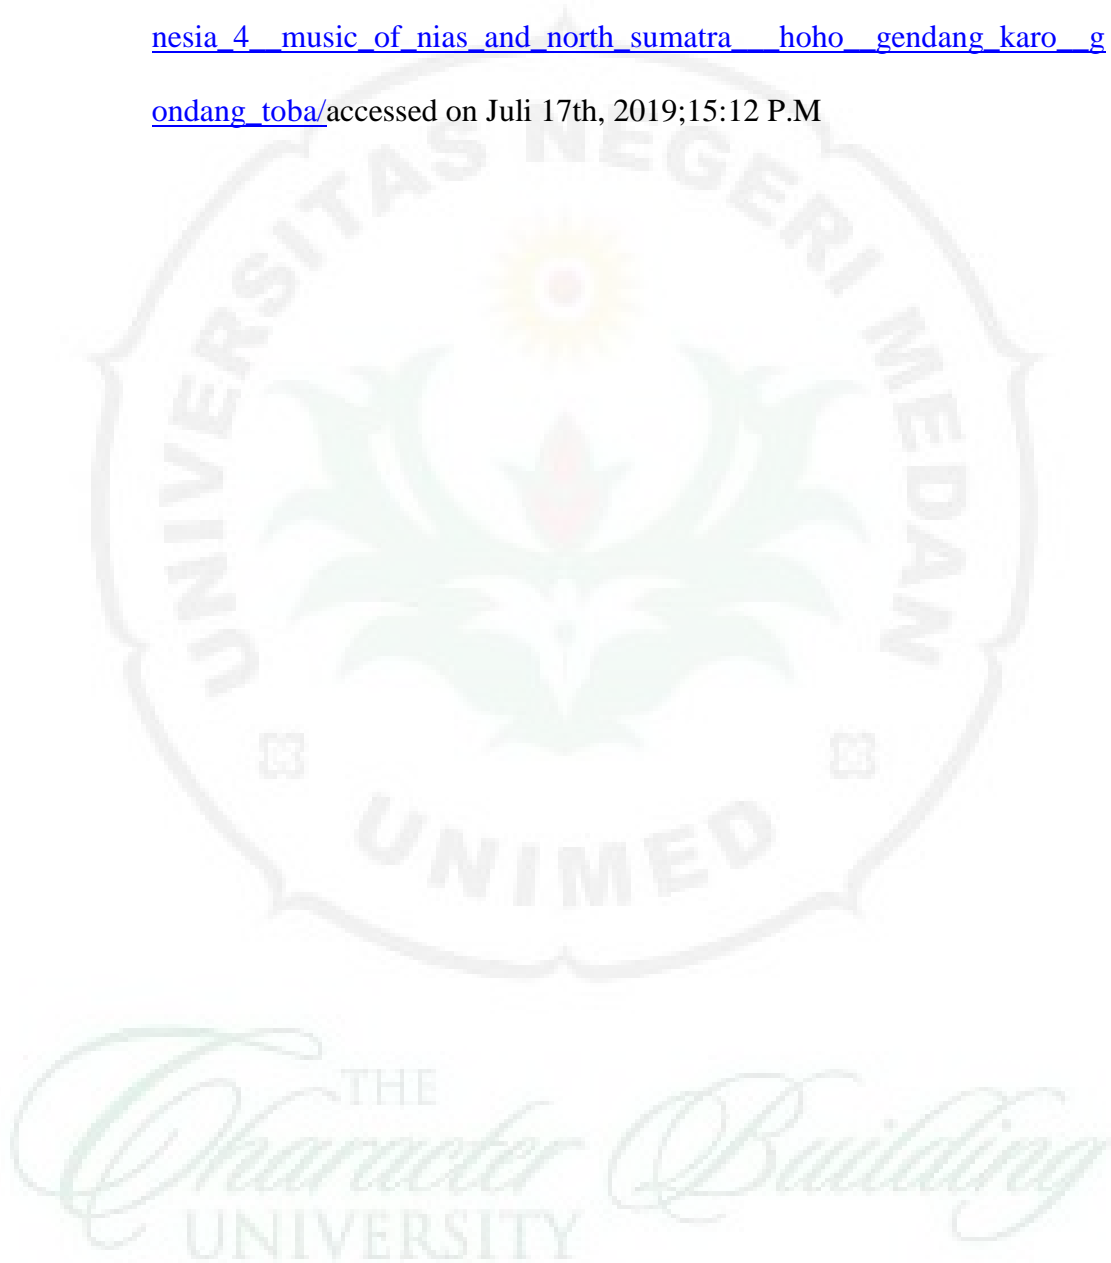 nesia_4__music_of_nias_and_north_sumatra___hoho__gendang_karo__g
ondang_toba/accessed on Juli 17th, 2019;15:12 P.M
UNIVERSITAS NEGERI MEDAN
UNIMED
THE
Character Building
UNIVERSITY